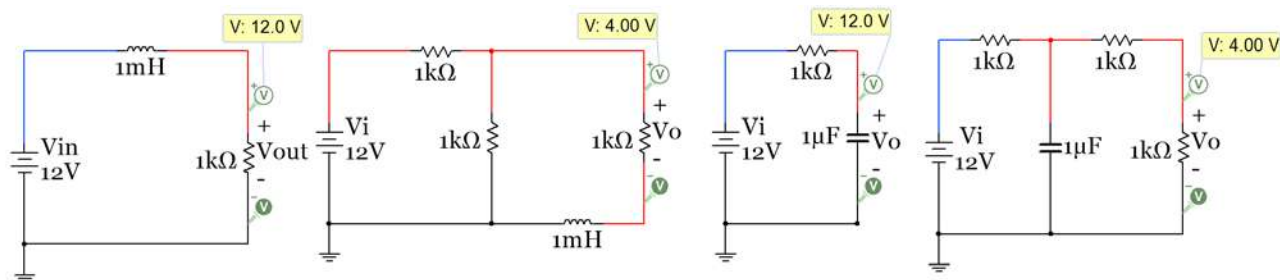 V: 12.0 V
+
V
1mH
Vin
12V
+
1kΩ
Vout
-
–
V
V: 4.00 V
+
V
1kΩ
Vi
12V
1kΩ
+
1kΩ
Vo
-
–
V
1mH
V: 12.0 V
+
V
1kΩ
Vi
12V
+
1µF
Vo
-
–
V
V: 4.00 V
+
V
1kΩ
1kΩ
Vi
12V
1µF
+
1kΩ
Vo
-
–
V